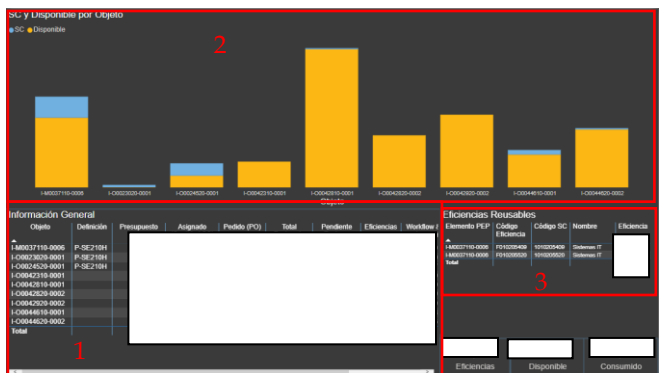 SC y Disponible por Objeto
SC Disponible
2
I-M0037110-0006 I-O0023020-0001 I-O0024520-0001 I-O0042310-0001 I-O0042810-0001 I-O0042820-0002 I-O0042920-0002 I-O0044610-0001 I-O0044620-0002
Objeto
Información General
Objeto Definición Presupuesto Asignado Pedido (PO) Total Pendiente Eficiencias Workflow
I-M0037110-0006 P-SE210H
I-O0023020-0001 P-SE210H
I-O0024520-0001 P-SE210H
I-O0042310-0001
I-O0042810-0001
I-O0042820-0002
I-O0042920-0002
I-O0044610-0001
I-O0044620-0002
Total
1
Eficiencias Reusables
Elemento PEP Código Eficiencia Código SC Nombre Eficiencia
I-M0037110-0006 F010205409 1010205409 Sistemas IT
I-M0037110-0006 F010205520 1010205520 Sistemas IT
Total
3
Eficiencias Disponible Consumido